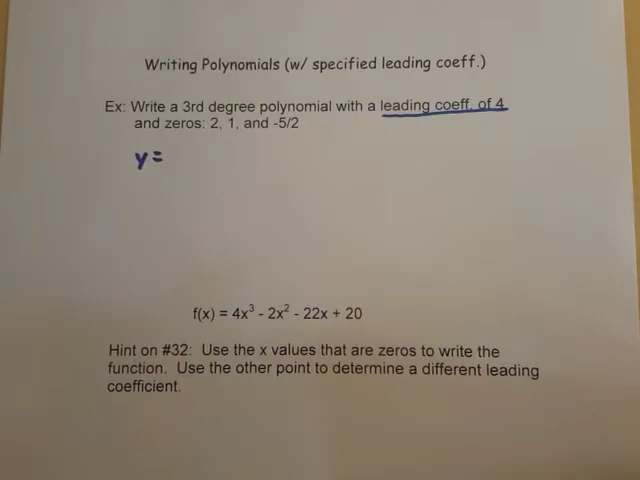 Writing Polynomials (w/ specified leading coeff.)
Ex: Write a 3rd degree polynomial with a leading coeff. of 4
and zeros: 2, 1, and -5/2
y =
f(x) = 4x³ - 2x² - 22x + 20
Hint on #32: Use the x values that are zeros to write the
function. Use the other point to determine a different leading
coefficient.